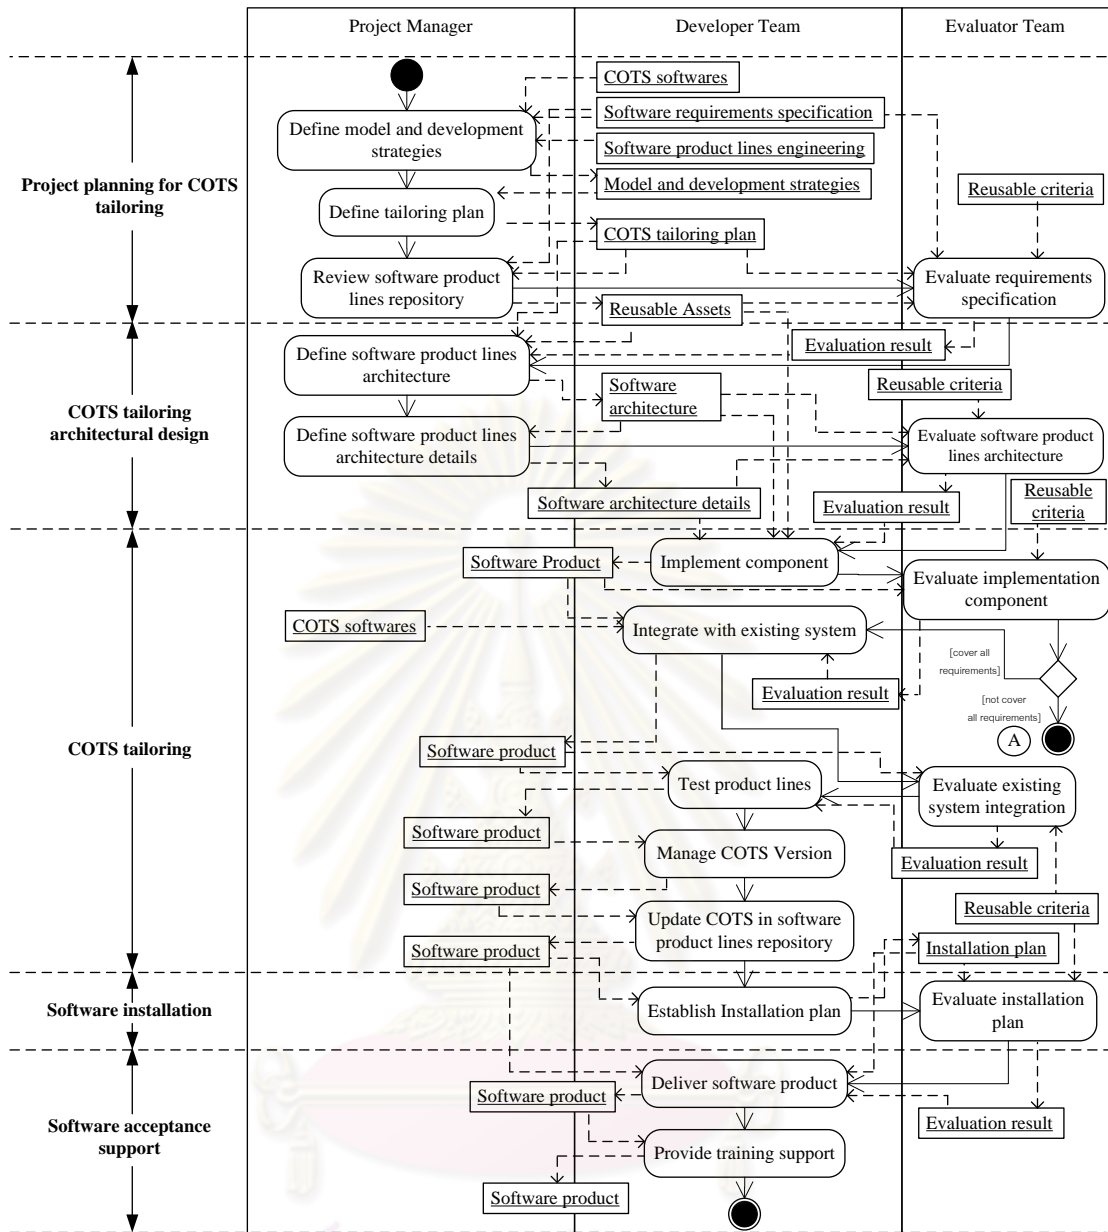 Project Manager
Developer Team
Evaluator Team
COTS softwares
Software requirements specification
Define model and development
strategies
Software product lines engineering
Project planning for COTS
tailoring
Model and development strategies
Reusable criteria
Define tailoring plan
COTS tailoring plan
Review software product
lines repository
Evaluate requirements
specification
Reusable Assets
Define software product lines
architecture
Evaluation result
Software
architecture
Reusable criteria
COTS tailoring
architectural design
Define software product lines
architecture details
Evaluate software product
lines architecture
Software architecture details
Evaluation result
Reusable
criteria
Software Product
Implement component
Evaluate implementation
component
COTS softwares
Integrate with existing system
[cover all
requirements]
Evaluation result
[not cover
all requirements]
A
COTS tailoring
Software product
Test product lines
Evaluate existing
system integration
Software product
Manage COTS Version
Evaluation result
Software product
Update COTS in software
product lines repository
Reusable criteria
Software product
Installation plan
Software installation
Establish Installation plan
Evaluate installation
plan
Deliver software product
Software product
Evaluation result
Software acceptance
support
Provide training support
Software product